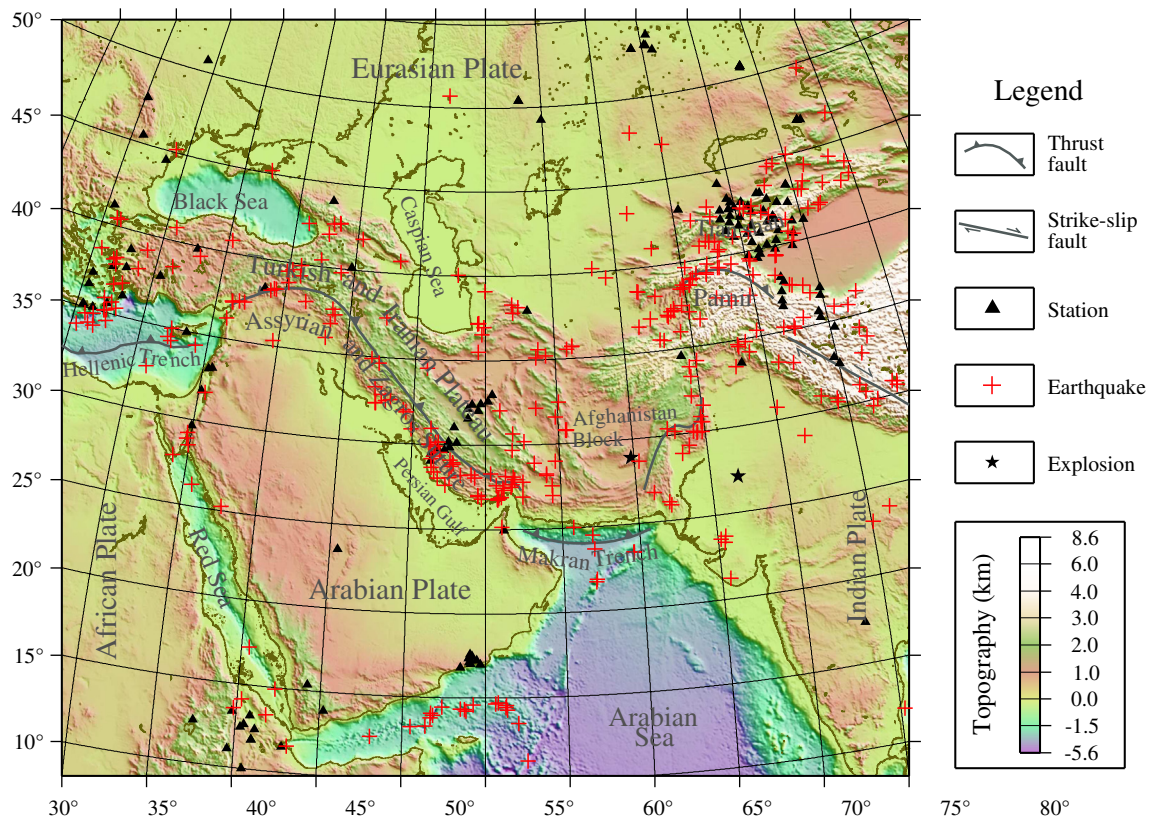 50°
45°
40°
35°
30°
25°
20°
15°
10°
30°
35°
40°
45°
50°
55°
60°
65°
70°
75°
80°
Eurasian Plate
Black Sea
Caspian Sea
Tian Shan
Pamir
Turkish and Iranian Plateau
Assyrian
and
Hellenic Trench
Afghanistan
Block
Persian Gulf
Makran Trench
African Plate
Red Sea
Arabian Plate
Indian Plate
Arabian
Sea
Legend
Thrust
fault
Strike-slip
fault
Station
Earthquake
Explosion
Topography (km)
8.6
6.0
4.0
3.0
2.0
1.0
0.0
-1.5
-5.6